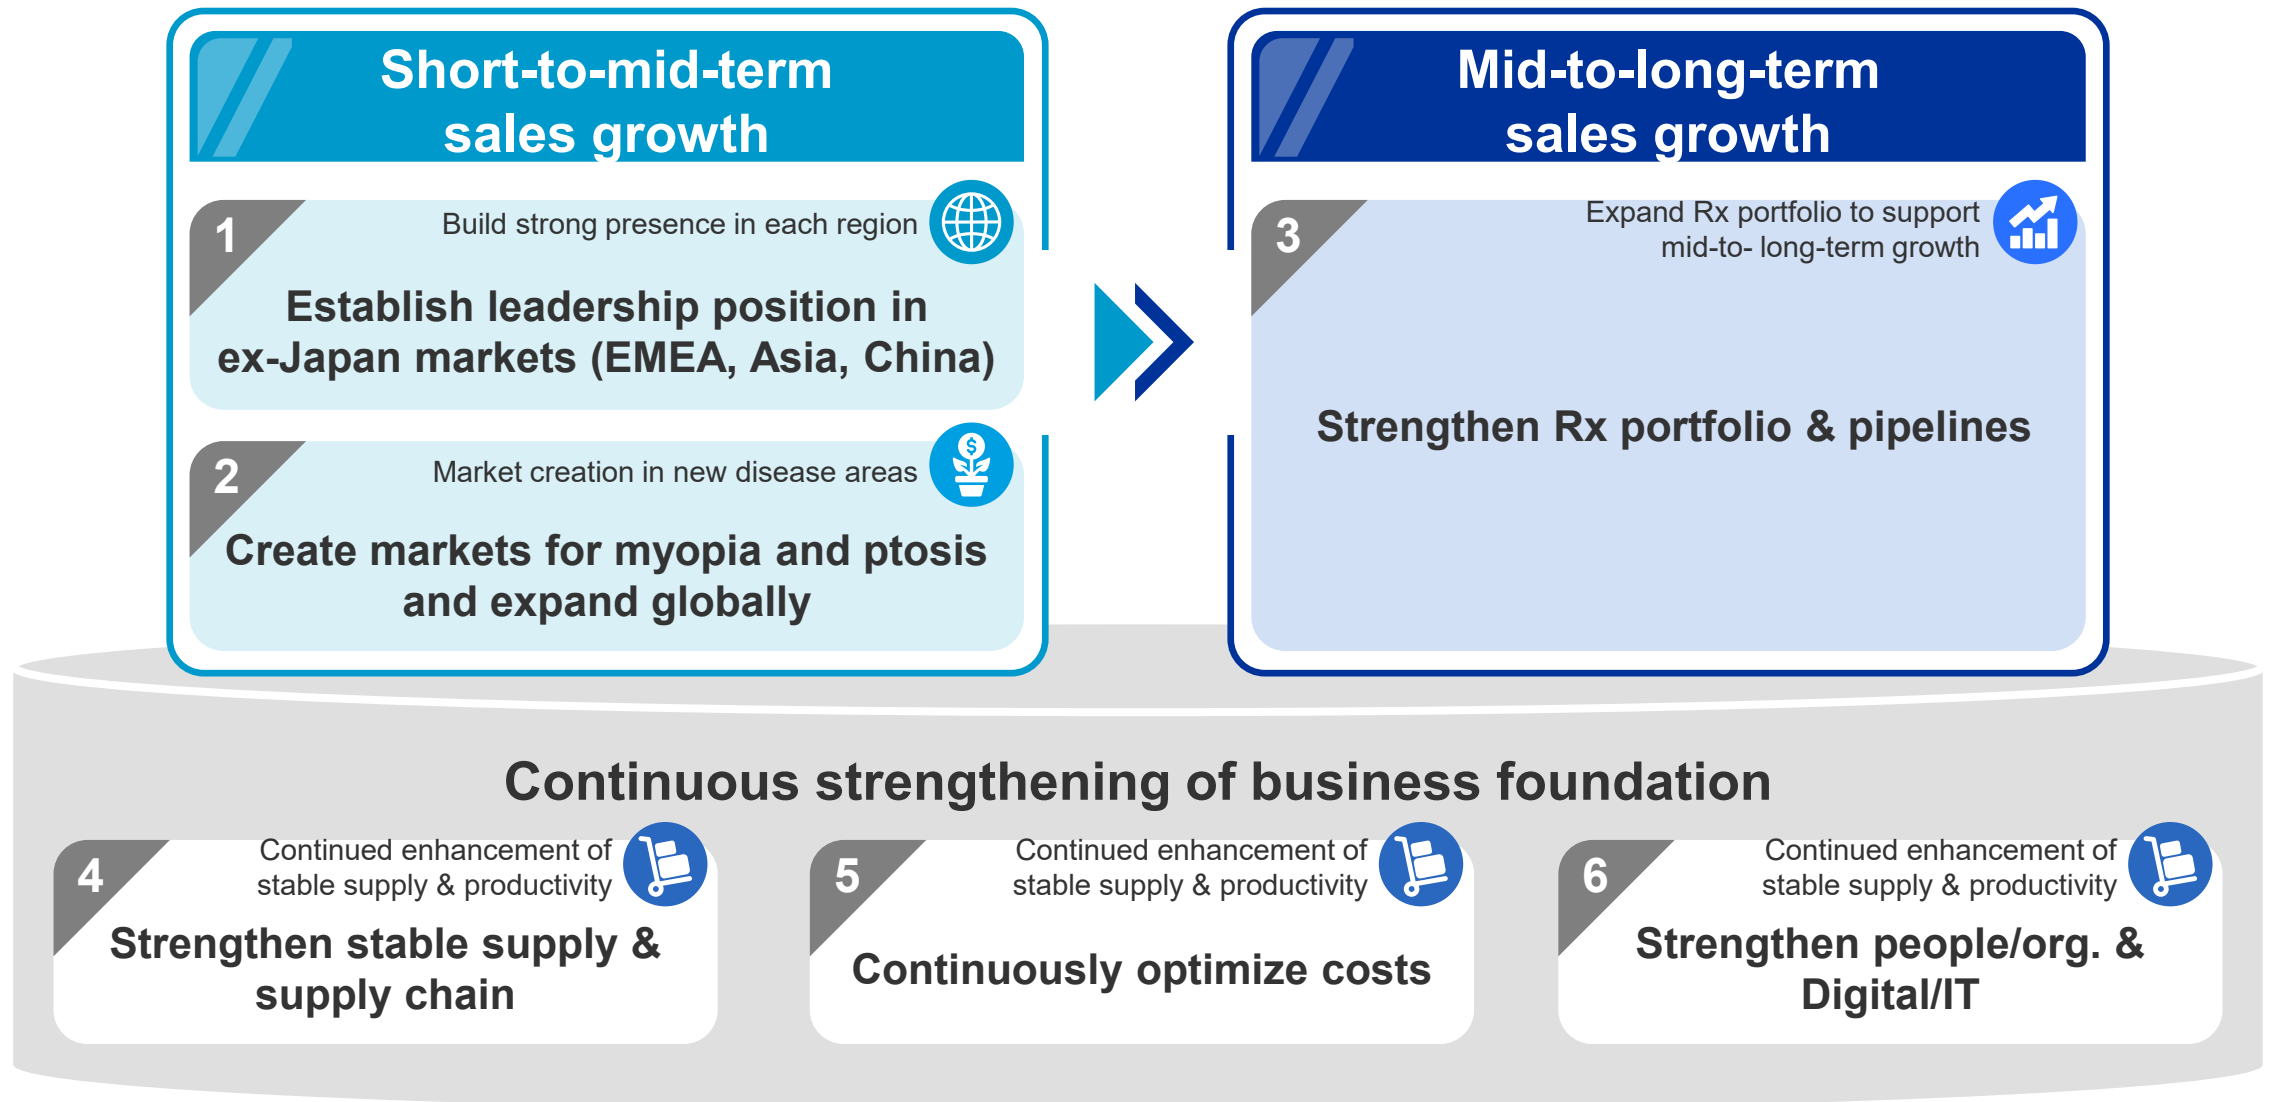 Short-to-mid-term
sales growth
1
Build strong presence in each region
Establish leadership position in
ex-Japan markets (EMEA, Asia, China)
2
Market creation in new disease areas
$
Create markets for myopia and ptosis
and expand globally
Mid-to-long-term
sales growth
3
Expand Rx portfolio to support
mid-to- long-term growth
Strengthen Rx portfolio & pipelines
Continuous strengthening of business foundation
4
Continued enhancement of
stable supply & productivity
Strengthen stable supply &
supply chain
5
Continued enhancement of
stable supply & productivity
Continuously optimize costs
6
Continued enhancement of
stable supply & productivity
Strengthen people/org. &
Digital/IT